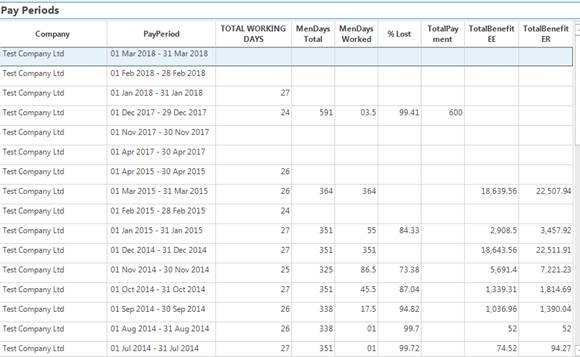 Pay Periods
Company PayPeriod TOTAL WORKING DAYS MenDays Total MenDays Worked % Lost TotalPay ment TotalBenefit EE TotalBenefit ER
Test Company Ltd 01 Mar 2018 - 31 Mar 2018
Test Company Ltd 01 Feb 2018 - 28 Feb 2018
Test Company Ltd 01 Jan 2018 - 31 Jan 2018 27
Test Company Ltd 01 Dec 2017 - 29 Dec 2017 24 591 03.5 99.41 600
Test Company Ltd 01 Nov 2017 - 30 Nov 2017
Test Company Ltd 01 Apr 2017 - 30 Apr 2017
Test Company Ltd 01 Apr 2015 - 30 Apr 2015 26
Test Company Ltd 01 Mar 2015 - 31 Mar 2015 26 364 364 18,639.56 22,507.94
Test Company Ltd 01 Feb 2015 - 28 Feb 2015 24
Test Company Ltd 01 Jan 2015 - 31 Jan 2015 27 351 55 84.33 2,908.5 3,457.92
Test Company Ltd 01 Dec 2014 - 31 Dec 2014 27 351 351 18,643.56 22,511.91
Test Company Ltd 01 Nov 2014 - 30 Nov 2014 25 325 86.5 73.38 5,691.4 7,221.23
Test Company Ltd 01 Oct 2014 - 31 Oct 2014 27 351 45.5 87.04 1,339.31 1,814.69
Test Company Ltd 01 Sep 2014 - 30 Sep 2014 26 338 17.5 94.82 1,036.96 1,390.04
Test Company Ltd 01 Aug 2014 - 31 Aug 2014 26 338 01 99.7 52 52
Test Company Ltd 01 Jul 2014 - 31 Jul 2014 27 351 01 99.72 74.52 94.27